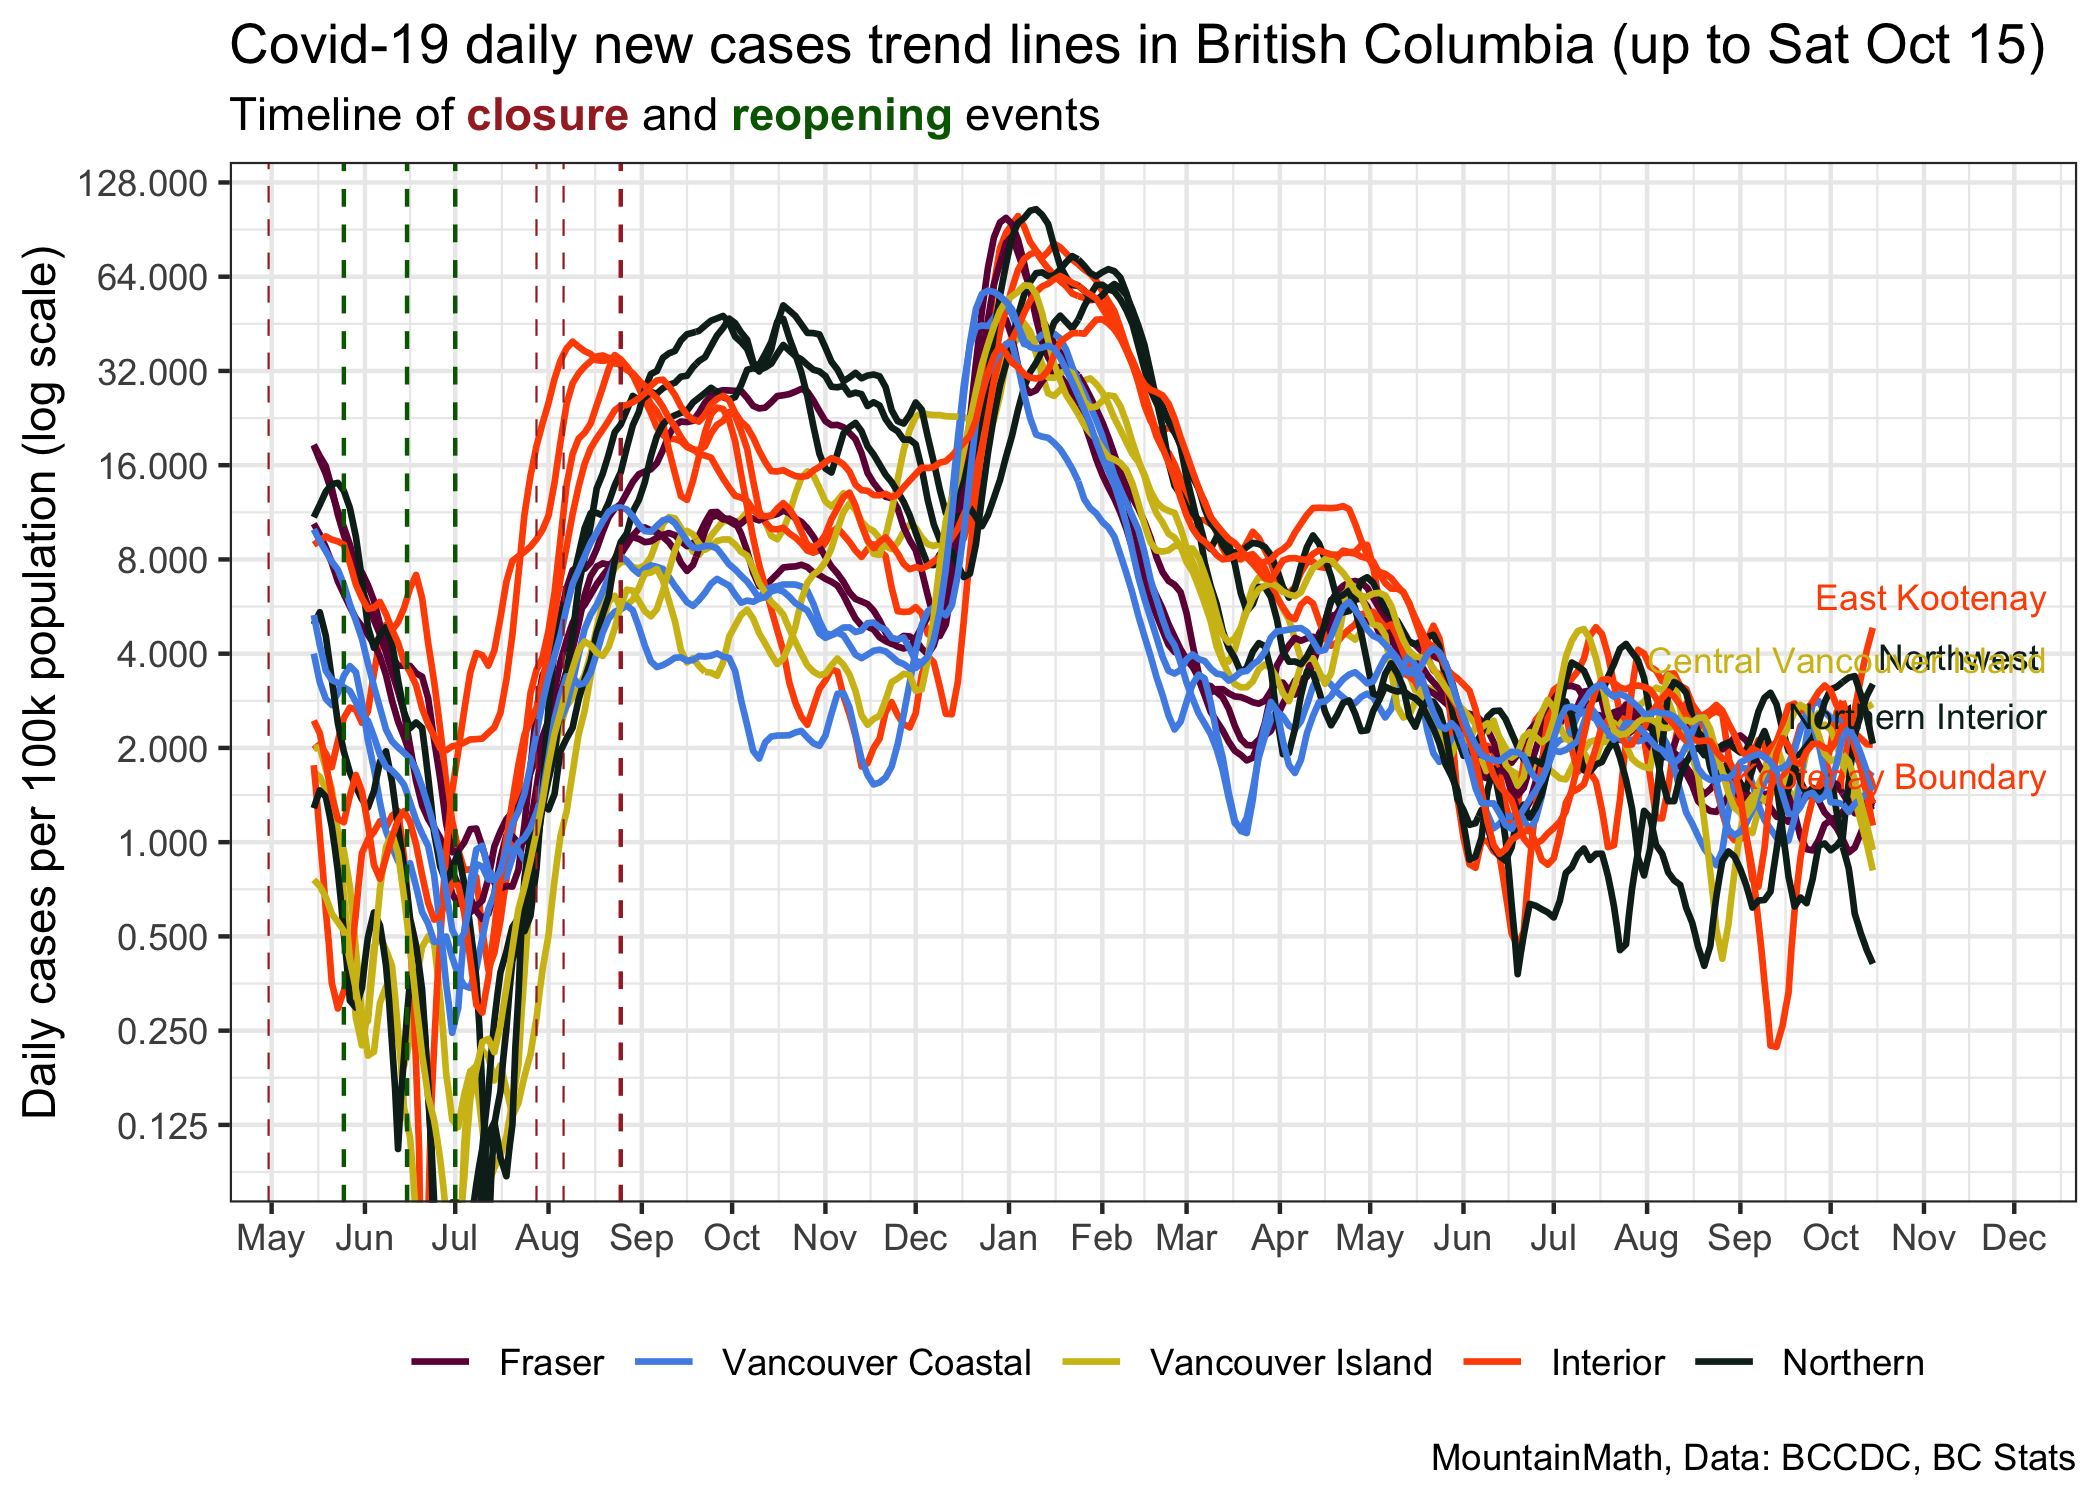 Covid-19 daily new cases trend lines in British Columbia (up to Sat Oct 15)
Timeline of closure and reopening events
Daily cases per 100k population (log scale)
128.000
64.000
32.000
16.000
8.000
4.000
2.000
1.000
0.500
0.250
0.125
East Kootenay
Northwest
Central Vancouver Island
Northern Interior
Kootenay Boundary
May Jun Jul Aug Sep Oct Nov Dec Jan Feb Mar Apr May Jun Jul Aug Sep Oct Nov Dec
Fraser Vancouver Coastal Vancouver Island Interior Northern
MountainMath, Data: BCCDC, BC Stats